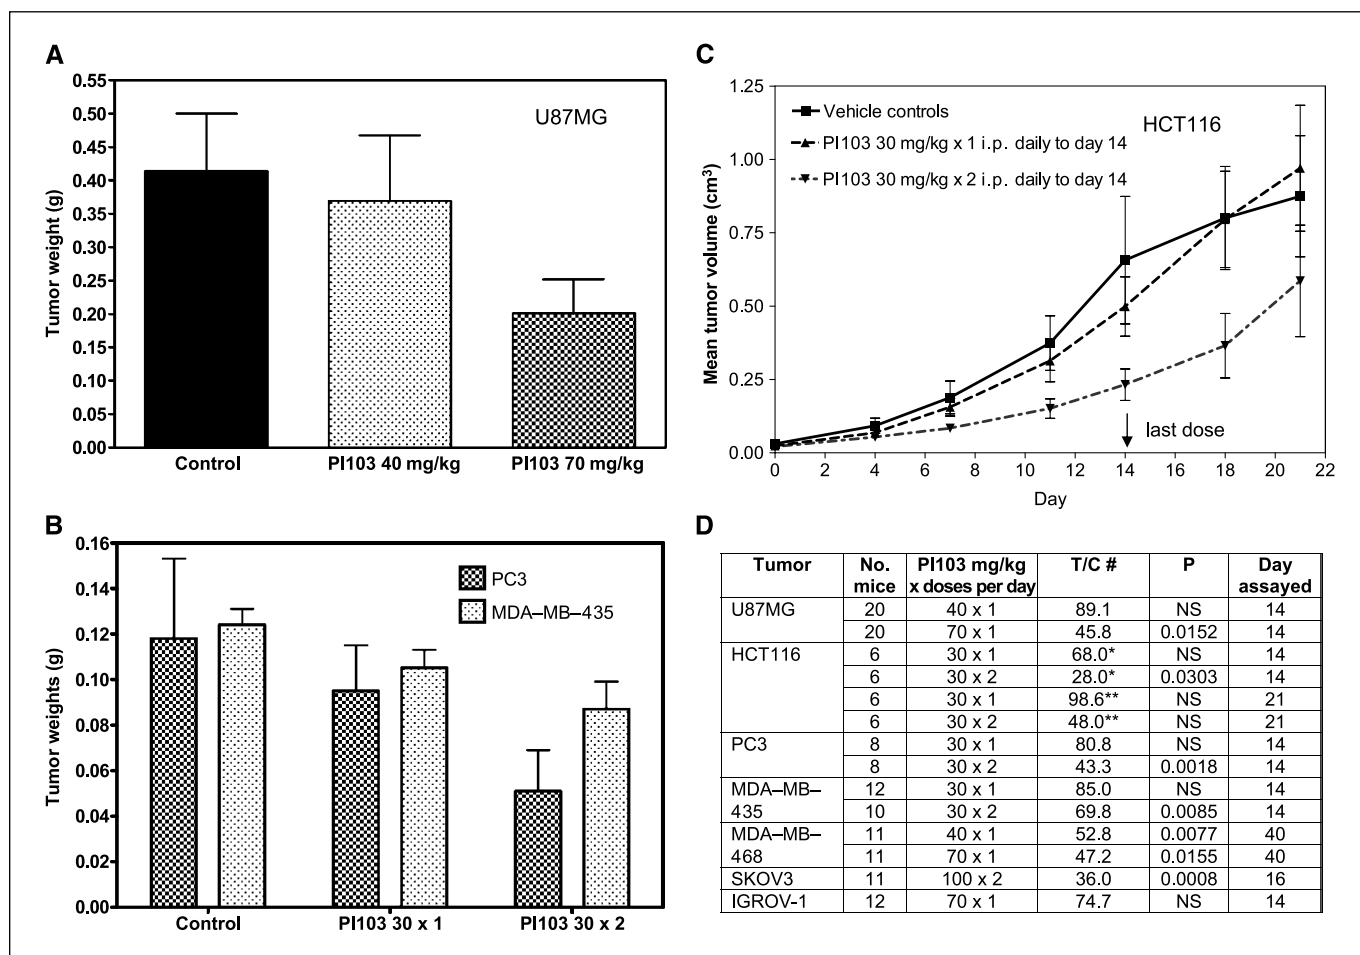 A
0.55
0.50
0.45
0.40
0.35
0.30
0.25
0.20
0.15
0.10
0.05
0.00
Tumor weight (g)
U87MG
Control PI103 40 mg/kg PI103 70 mg/kg
B
0.16
0.14
0.12
0.10
0.08
0.06
0.04
0.02
0.00
Tumor weights (g)
PC3
MDA–MB–435
Control PI103 30 x 1 PI103 30 x 2
C
1.25
1.00
0.75
0.50
0.25
0.00
Mean tumor volume (cm³)
Vehicle controls
HCT116
PI103 30 mg/kg x 1 i.p. daily to day 14
PI103 30 mg/kg x 2 i.p. daily to day 14
last dose
0 2 4 6 8 10 12 14 16 18 20 22
Day
D
Tumor No. mice PI103 mg/kg x doses per day T/C # P Day assayed
U87MG 20 40 x 1 89.1 NS 14
20 70 x 1 45.8 0.0152 14
HCT116 6 30 x 1 68.0* NS 14
6 30 x 2 28.0* 0.0303 14
6 30 x 1 98.6** NS 21
6 30 x 2 48.0** NS 21
PC3 8 30 x 1 80.8 NS 14
8 30 x 2 43.3 0.0018 14
MDA–MB– 12 30 x 1 85.0 NS 14
435 10 30 x 2 69.8 0.0085 14
MDA–MB– 11 40 x 1 52.8 0.0077 40
468 11 70 x 1 47.2 0.0155 40
SKOV3 11 100 x 2 36.0 0.0008 16
IGROV-1 12 70 x 1 74.7 NS 14